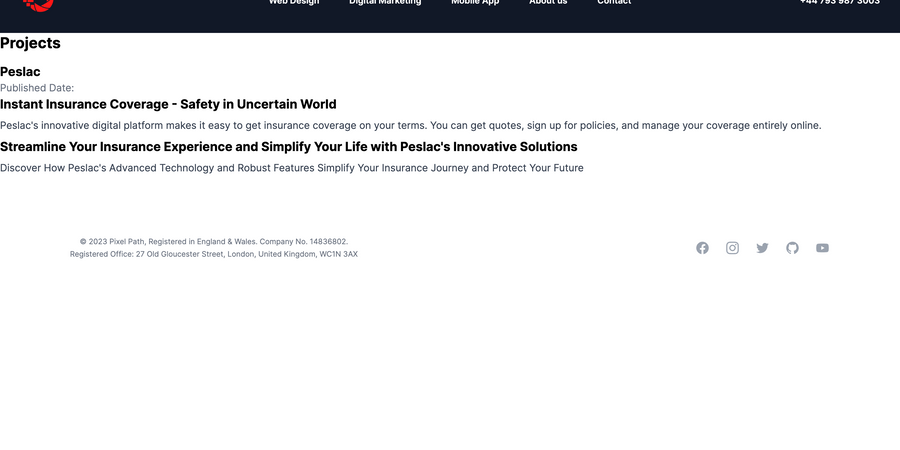 Web Design Digital Marketing Mobile App About us Contact +44 793 987 3003
Projects
Peslac
Published Date:
Instant Insurance Coverage - Safety in Uncertain World
Peslac's innovative digital platform makes it easy to get insurance coverage on your terms. You can get quotes, sign up for policies, and manage your coverage entirely online.
Streamline Your Insurance Experience and Simplify Your Life with Peslac's Innovative Solutions
Discover How Peslac's Advanced Technology and Robust Features Simplify Your Insurance Journey and Protect Your Future
© 2023 Pixel Path, Registered in England & Wales. Company No. 14836802.
Registered Office: 27 Old Gloucester Street, London, United Kingdom, WC1N 3AX